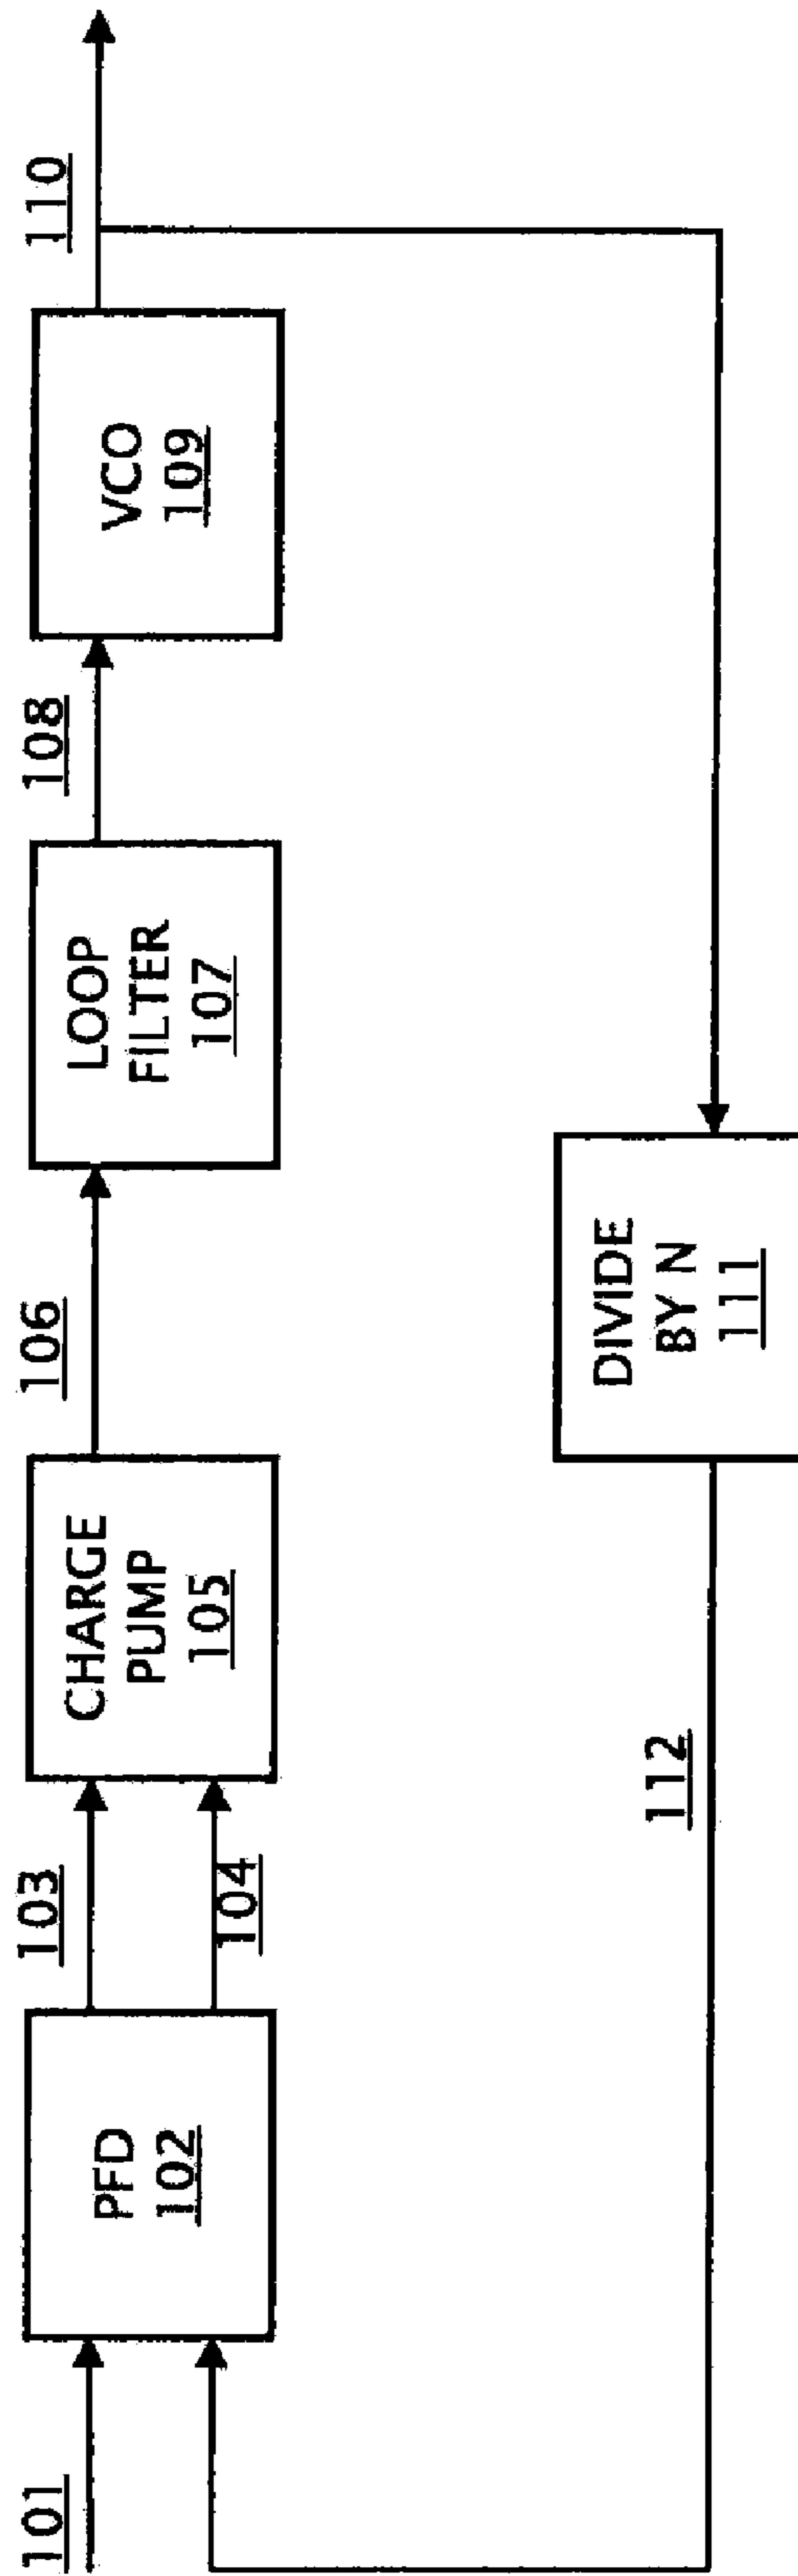 101
PFD
102
103
104
CHARGE
PUMP
105
106
LOOP
FILTER
107
108
VCO
109
110
DIVIDE
BY N
111
112